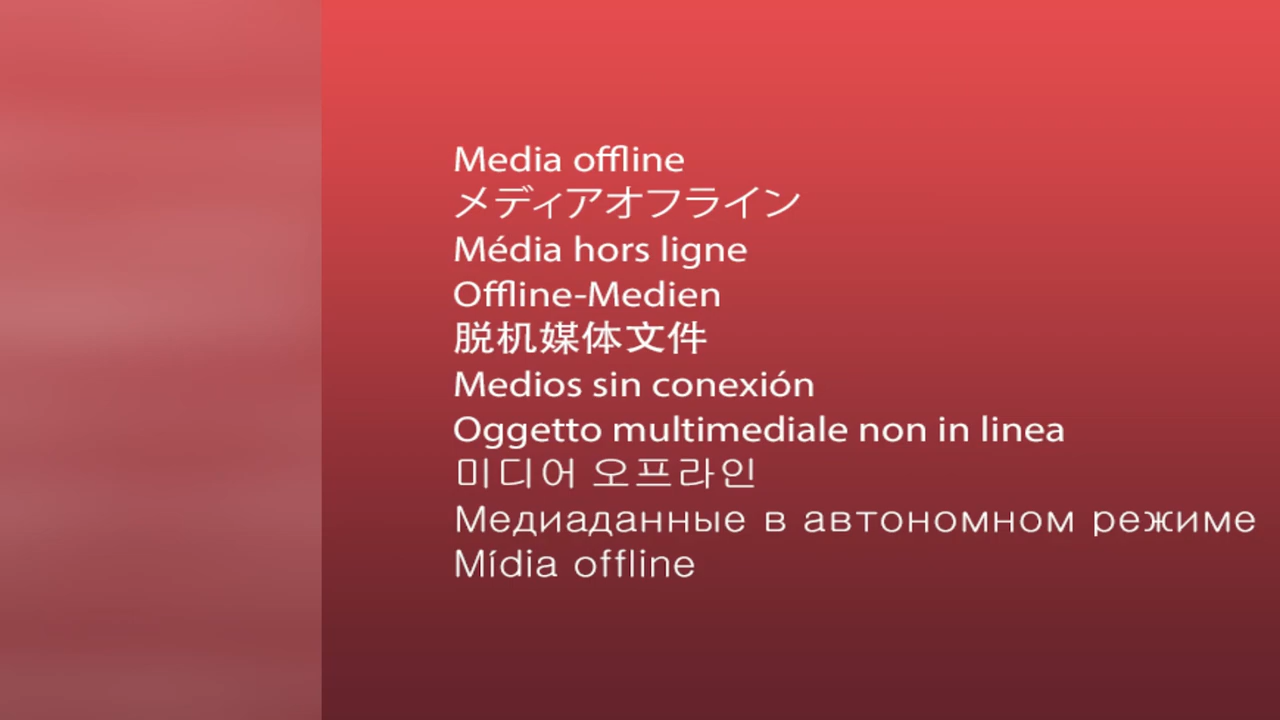 Media offline
メディアオフライン
Média hors ligne
Offline-Medien
脱机媒体文件
Medios sin conexión
Oggetto multimediale non in linea
미디어 오프라인
Медиаданные в автономном режиме
Mídia offline